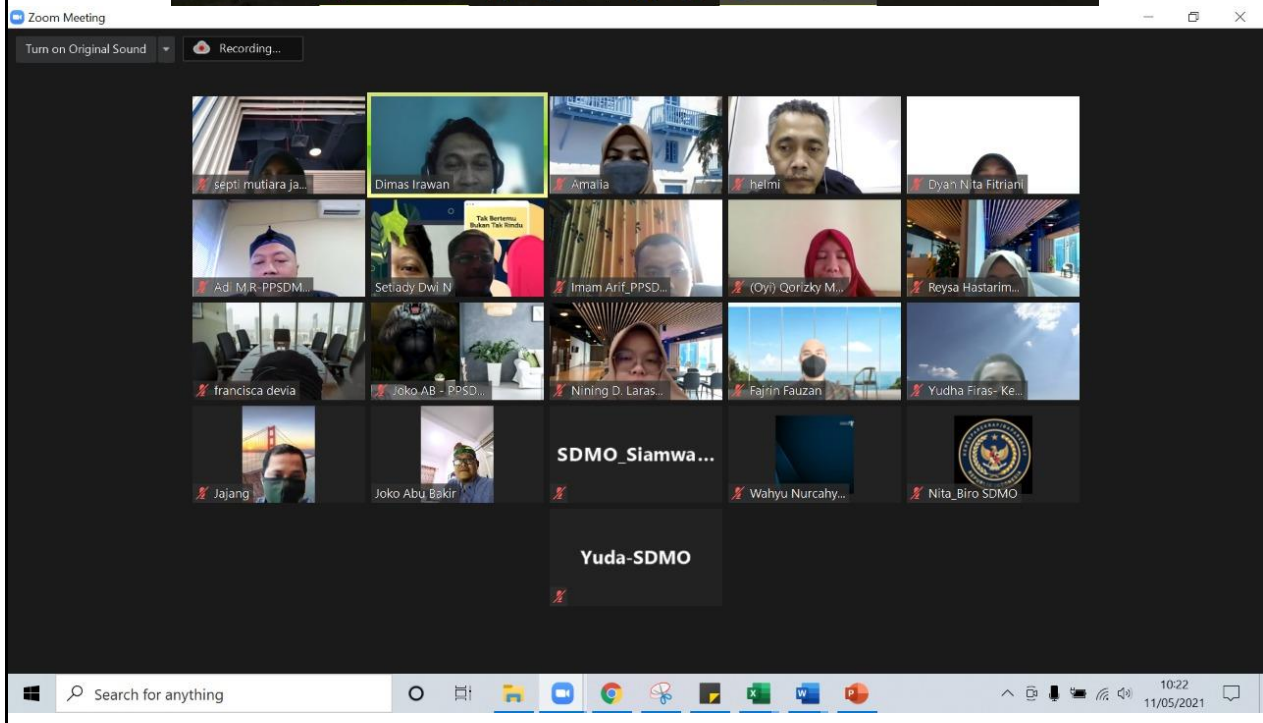 Zoom Meeting
Turn on Original Sound
Recording...
septi mutiara ja...
Dimas Irawan
Amalia
helmi
Dyah Nita Fitriani
Adi M.R-PPSDM...
Tak Bertemu
Bukan Tak Rindu
Setiady Dwi N
Imam Arif_PPSD...
(Oyi) Qorizky M...
Reysa Hastarim...
francisca devia
Joko AB - PPSD...
Nining D. Laras...
Fajrin Fauzan
Yudha Firas- Ke...
Jajang
Joko Abu Bakir
SDMO_Siamwa...
Wahyu Nurcahy...
Nita_Biro SDMO
Yuda-SDMO
Search for anything
10:22
11/05/2021